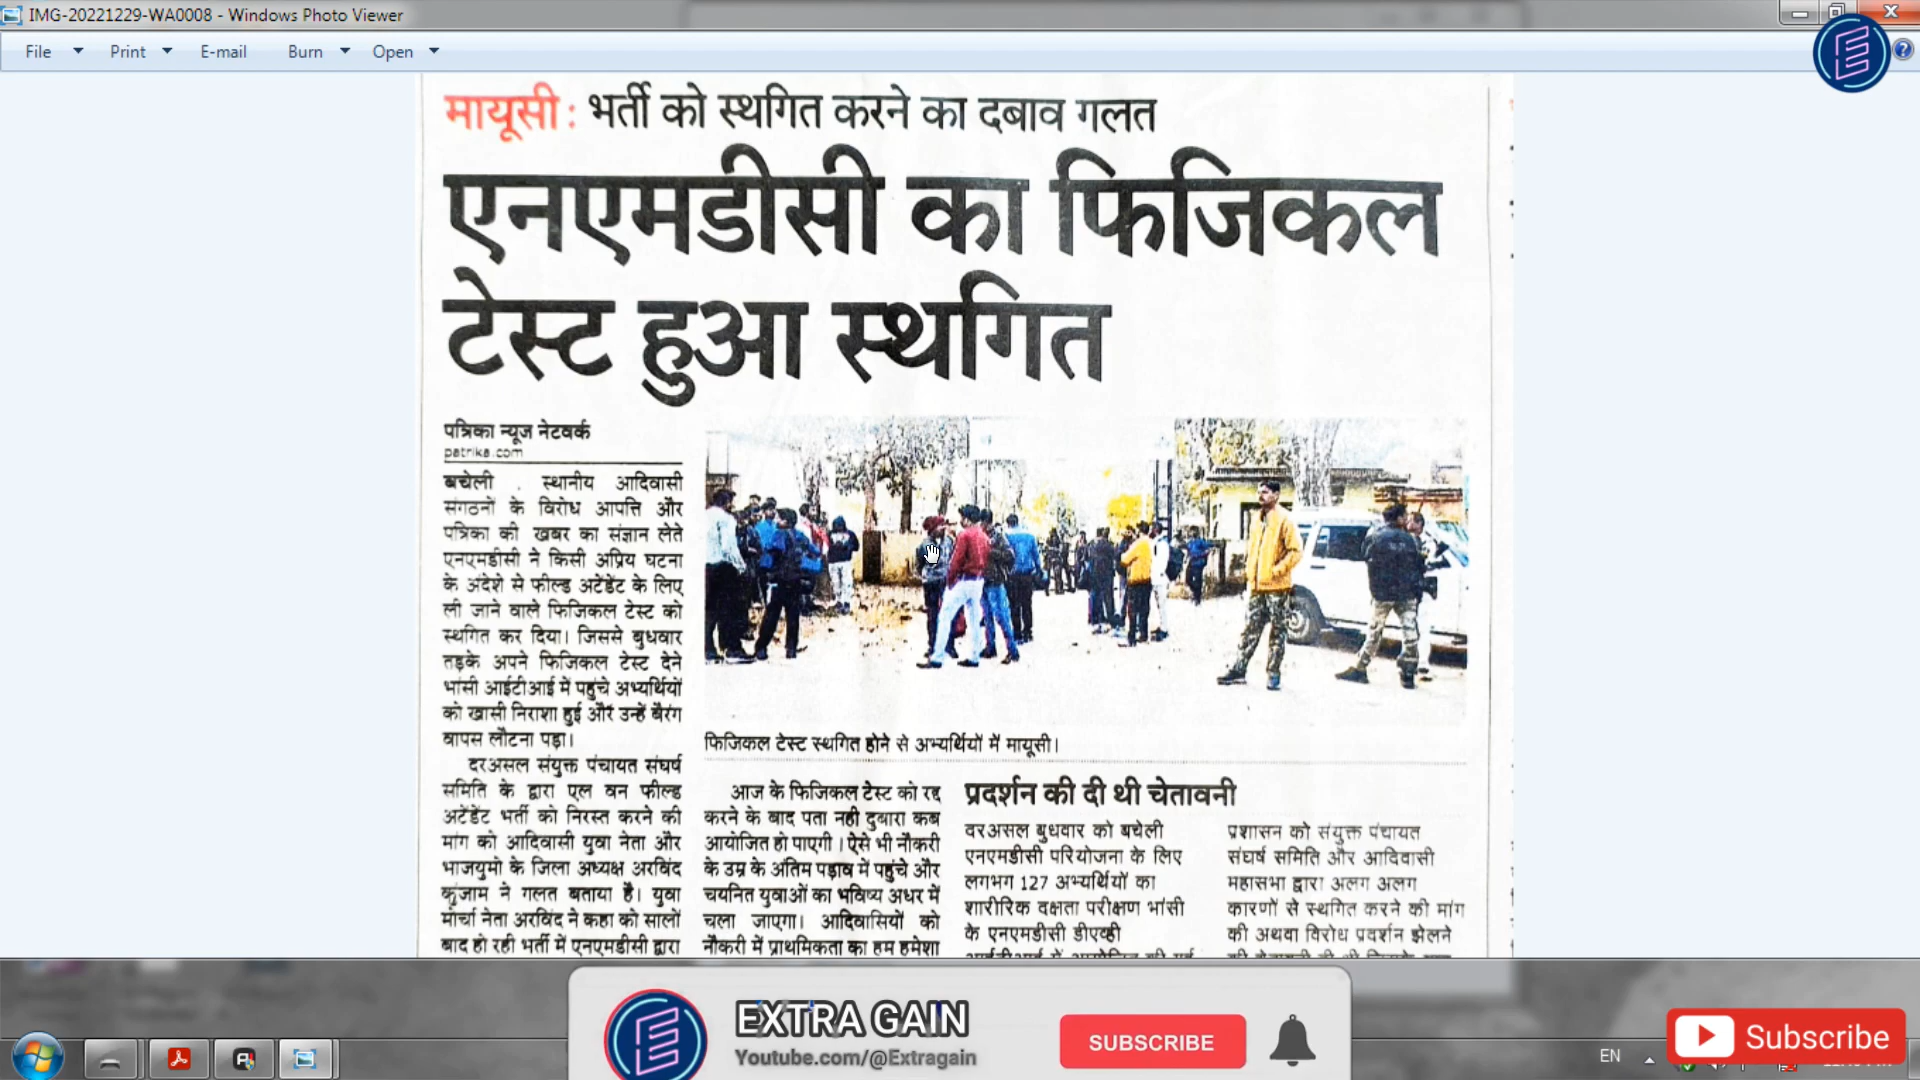 IMG-20221229-WA0008 - Windows Photo Viewer
File Print E-mail Burn Open
मायूसी : भर्ती को स्थगित करने का दबाव गलत
एनएमडीसी का फिजिकल
टेस्ट हुआ स्थगित
पत्रिका न्यूज नेटवर्क
patrika.com
बचेली . स्थानीय आदिवासी
संगठनों के विरोध आपत्ति और
पत्रिका की खबर का संज्ञान लेते
एनएमडीसी ने किसी अप्रिय घटना
के अंदेशे से फील्ड अटेंडेंट के लिए
ली जाने वाले फिजिकल टेस्ट को
स्थगित कर दिया। जिससे बुधवार
तड़के अपने फिजिकल टेस्ट देने
भांसी आईटीआई में पहुंचे अभ्यर्थियों
को खासी निराशा हुई और उन्हें बैरंग
वापस लौटना पड़ा।
दरअसल संयुक्त पंचायत संघर्ष
समिति के द्वारा एल वन फील्ड
अटेंडेंट भर्ती को निरस्त करने की
मांग को आदिवासी युवा नेता और
भाजयुमो के जिला अध्यक्ष अरविंद
कुंजाम ने गलत बताया है। युवा
मोर्चा नेता अरविंद ने कहा को सालों
बाद हो रही भर्ती में एनएमडीसी द्वारा
फिजिकल टेस्ट स्थगित होने से अभ्यर्थियों में मायूसी।
आज के फिजिकल टेस्ट को रद्द
करने के बाद पता नही दुबारा कब
आयोजित हो पाएगी। ऐसे भी नौकरी
के उम्र के अंतिम पड़ाव में पहुंचे और
चयनित युवाओं का भविष्य अधर में
चला जाएगा। आदिवासियों को
नौकरी में प्राथमिकता का हम हमेशा
प्रदर्शन की दी थी चेतावनी
दरअसल बुधवार को बचेली
एनएमडीसी परियोजना के लिए
लगभग 127 अभ्यर्थियों का
शारीरिक दक्षता परीक्षण भांसी
के एनएमडीसी डीएव्ही
प्रशासन को संयुक्त पंचायत
संघर्ष समिति और आदिवासी
महासभा द्वारा अलग अलग
कारणों से स्थगित करने की मांग
की अथवा विरोध प्रदर्शन झेलने
EXTRA GAIN
Youtube.com/@Extragain
SUBSCRIBE
Subscribe
EN